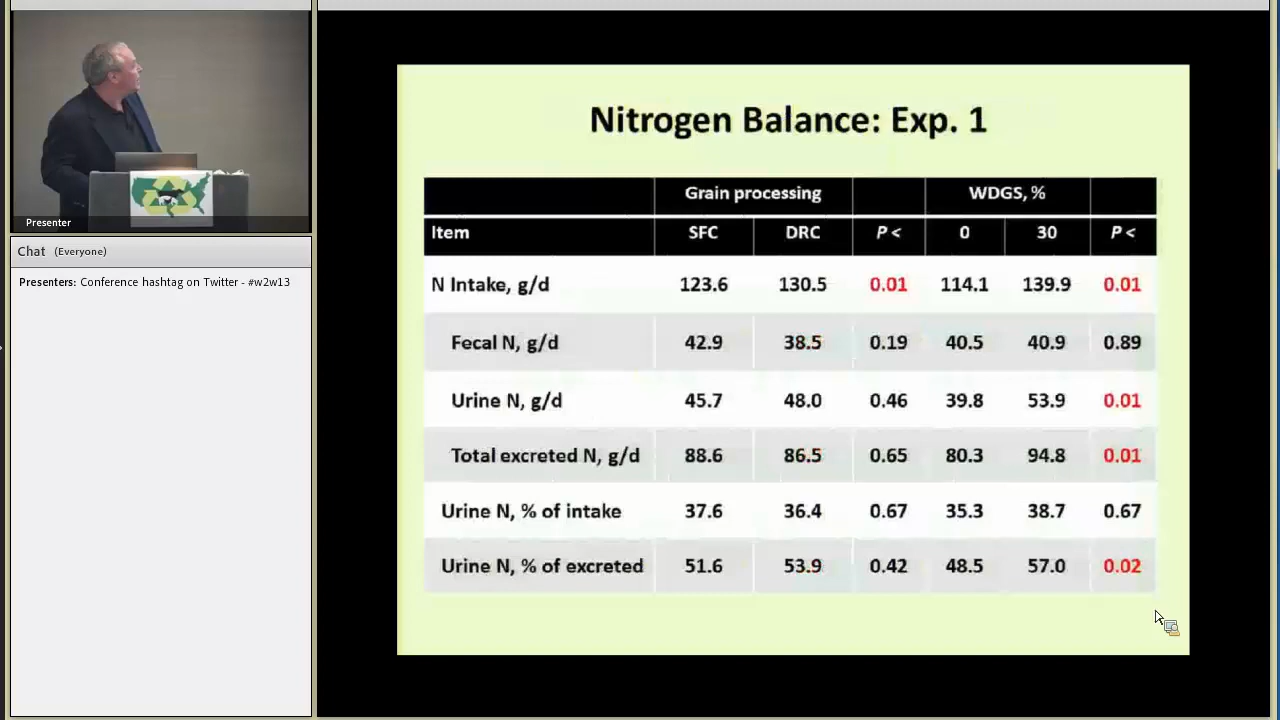 Presenter
Chat (Everyone)
Presenters: Conference hashtag on Twitter - #w2w13
Nitrogen Balance: Exp. 1
Grain processing WDGS, %
Item SFC DRC P < 0 30 P <
N Intake, g/d 123.6 130.5 0.01 114.1 139.9 0.01
Fecal N, g/d 42.9 38.5 0.19 40.5 40.9 0.89
Urine N, g/d 45.7 48.0 0.46 39.8 53.9 0.01
Total excreted N, g/d 88.6 86.5 0.65 80.3 94.8 0.01
Urine N, % of intake 37.6 36.4 0.67 35.3 38.7 0.67
Urine N, % of excreted 51.6 53.9 0.42 48.5 57.0 0.02